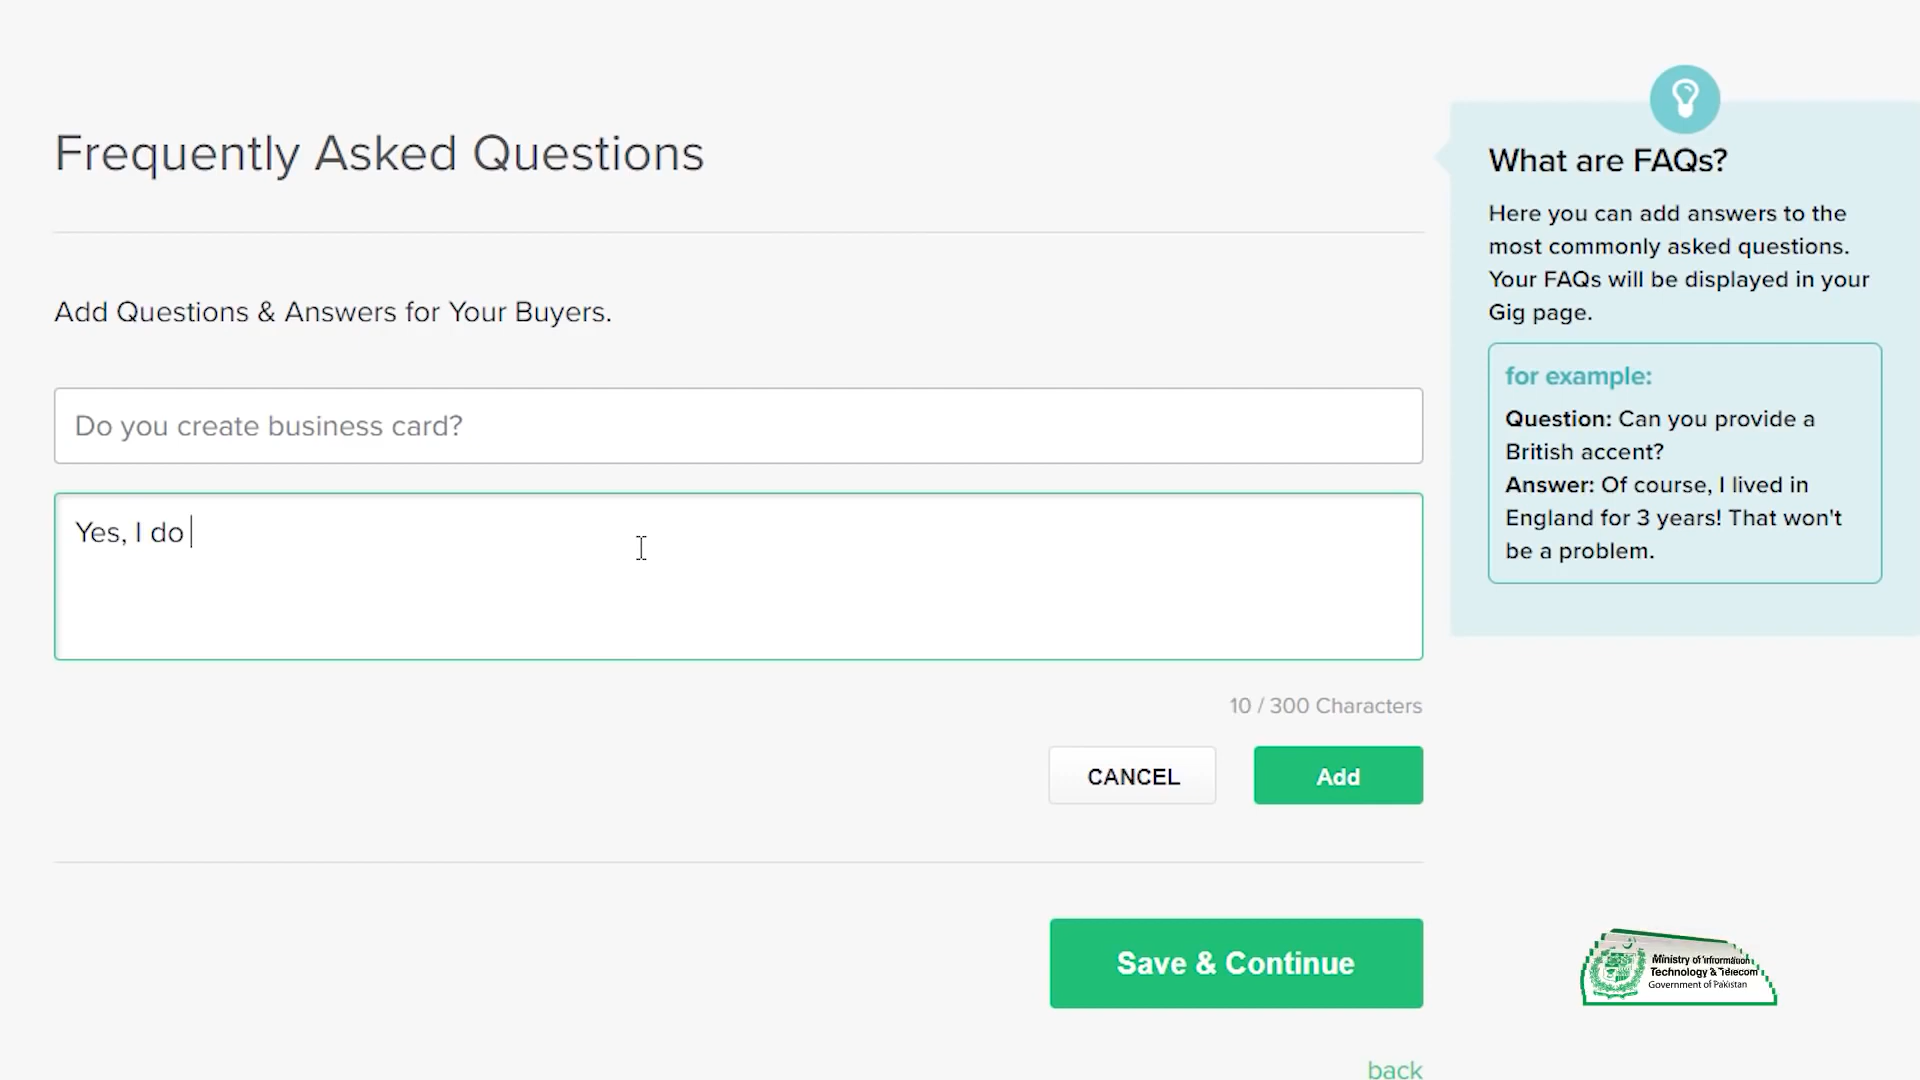 Frequently Asked Questions
Add Questions & Answers for Your Buyers.
Do you create business card?
Yes, I do
10 / 300 Characters
CANCEL
Add
Save & Continue
back
What are FAQs?
Here you can add answers to the
most commonly asked questions.
Your FAQs will be displayed in your
Gig page.
for example:
Question: Can you provide a
British accent?
Answer: Of course, I lived in
England for 3 years! That won't
be a problem.
Ministry of Information
Technology & Telecom
Government of Pakistan